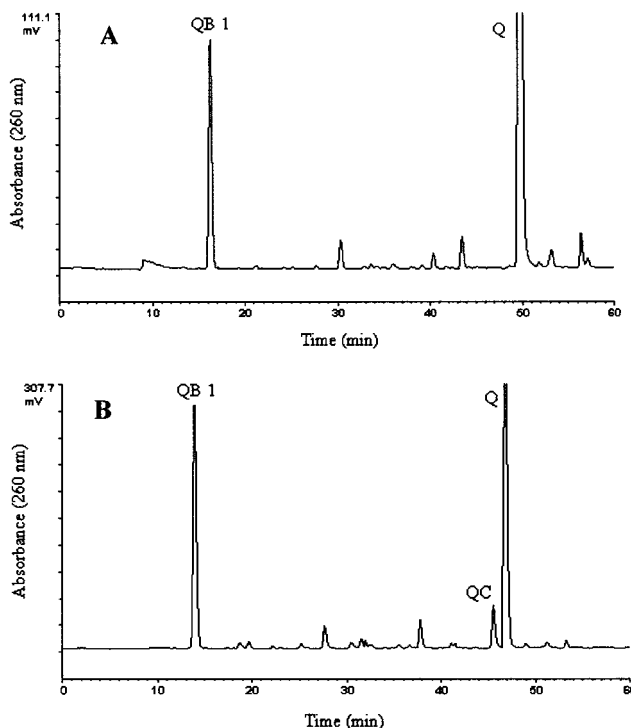 111.1
mV
A
QB 1
Q
Absorbance (260 nm)
0 10 20 30 40 50 60
Time (min)
307.7
mV
B
QB 1
Q
QC
Absorbance (260 nm)
0 10 20 30 40 50 60
Time (min)